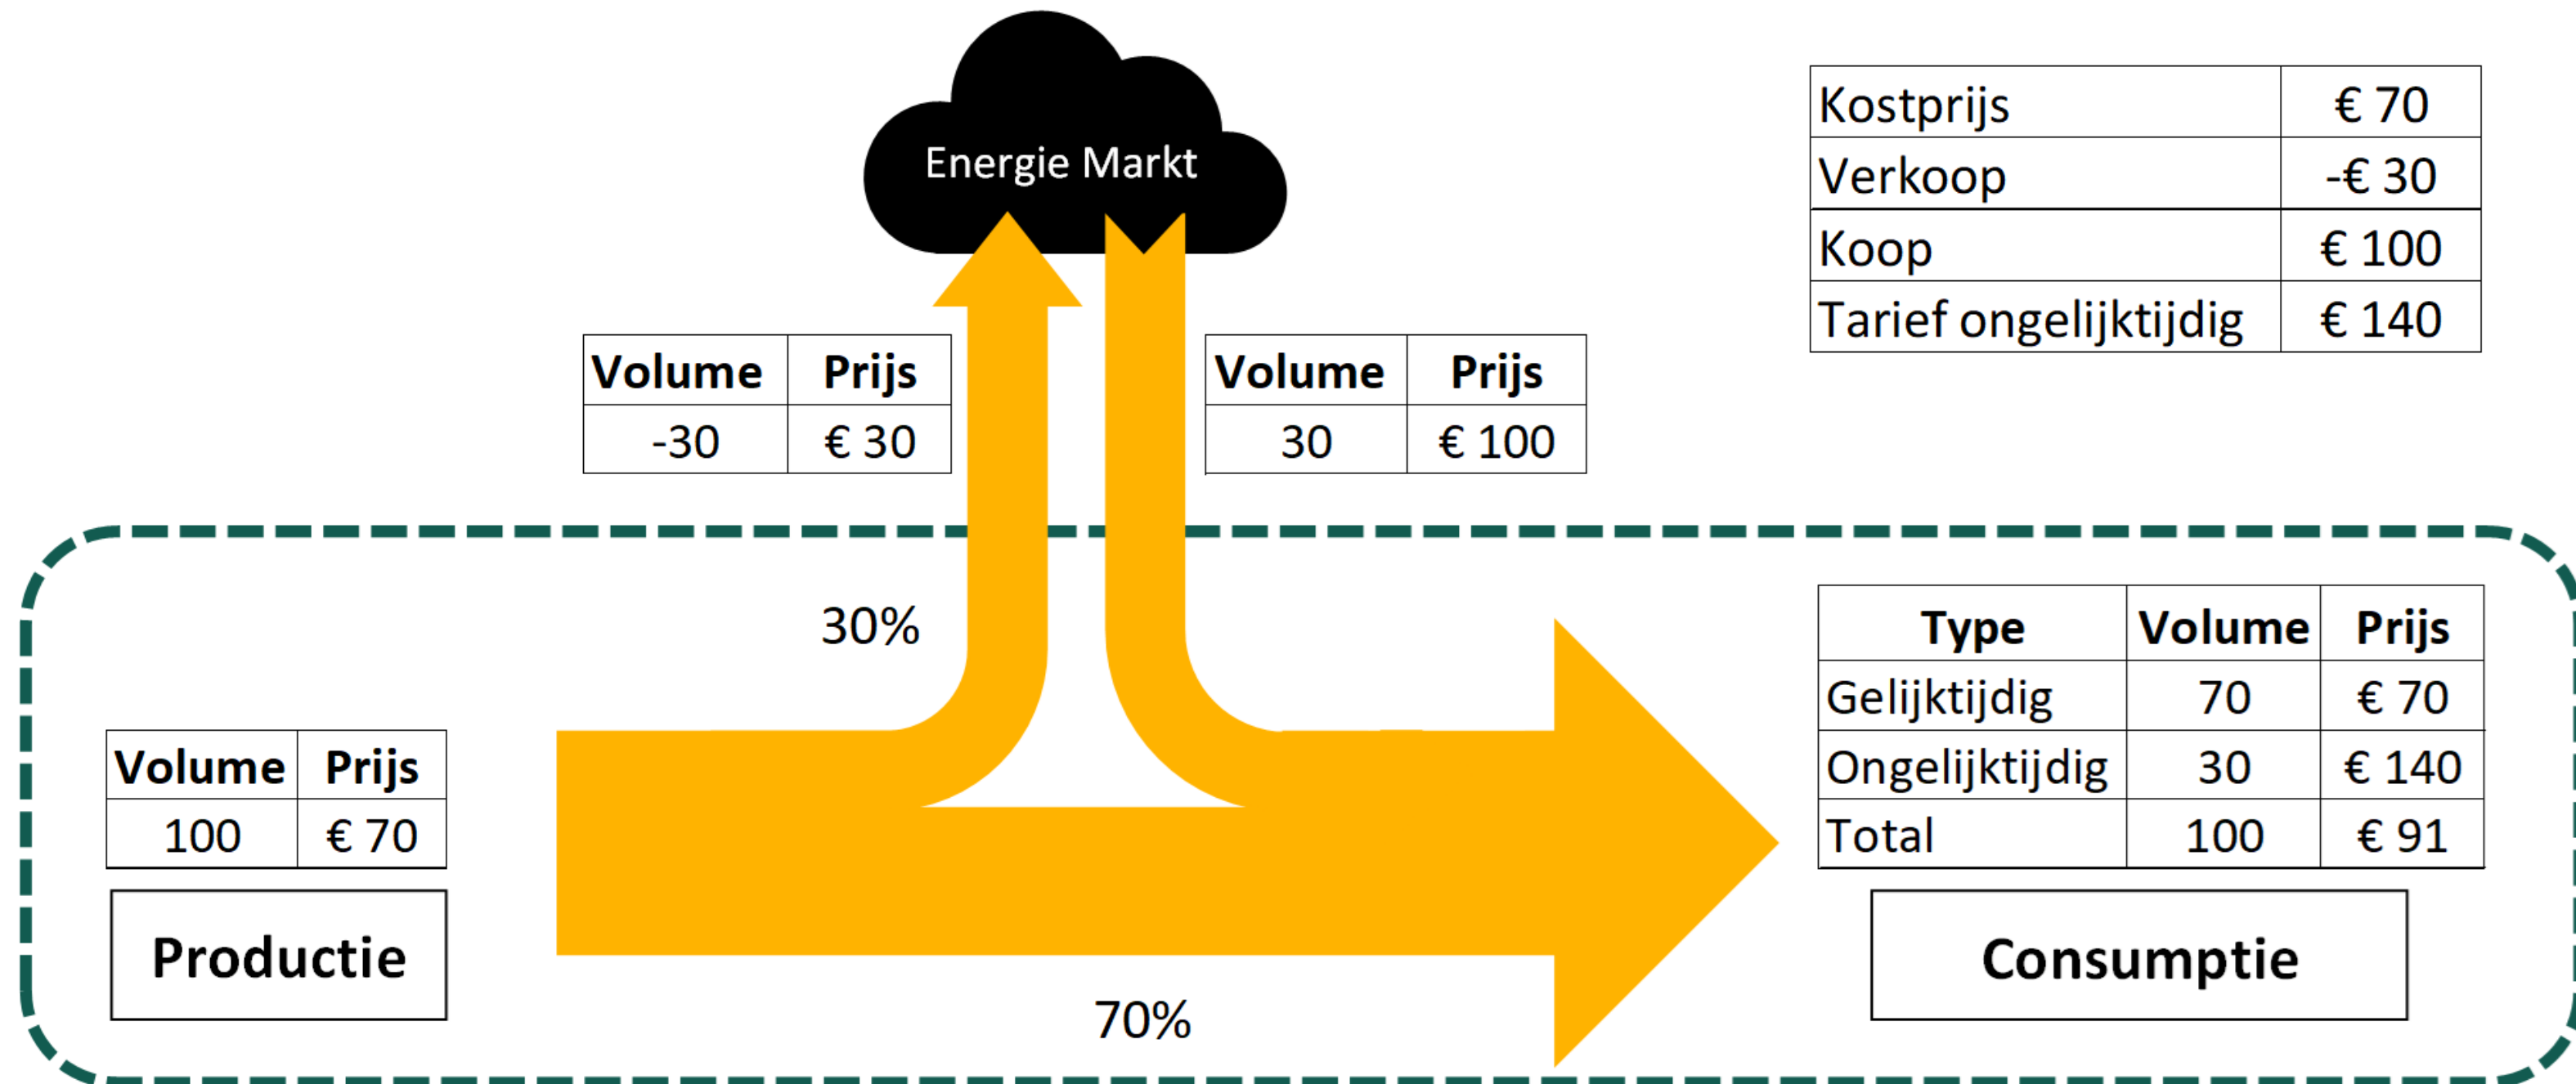 Energie Markt
Kostprijs € 70
Verkoop -€ 30
Koop € 100
Tarief ongelijktijdig € 140
Volume Prijs
-30 € 30
Volume Prijs
30 € 100
30%
Volume Prijs
100 € 70
Productie
70%
Type Volume Prijs
Gelijktijdig 70 € 70
Ongelijktijdig 30 € 140
Total 100 € 91
Consumptie